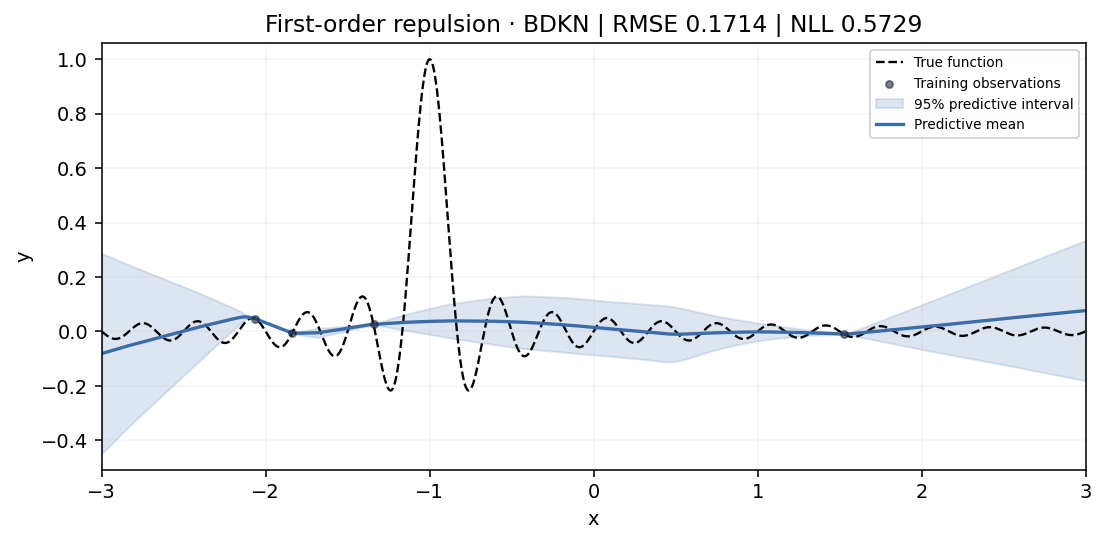 First-order repulsion · BDKN | RMSE 0.1714 | NLL 0.5729
True function
Training observations
95% predictive interval
Predictive mean
1.0
0.8
0.6
0.4
0.2
0.0
−0.2
−0.4
y
−3
−2
−1
0
1
2
3
x